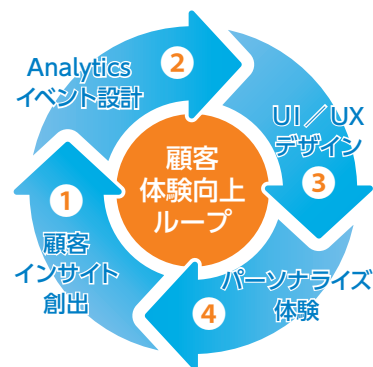 顧客
体験向上
ループ
1
顧客
インサイト
創出
2
Analytics
イベント設計
UI／UX
デザイン
3
パーソナライズ
体験
4